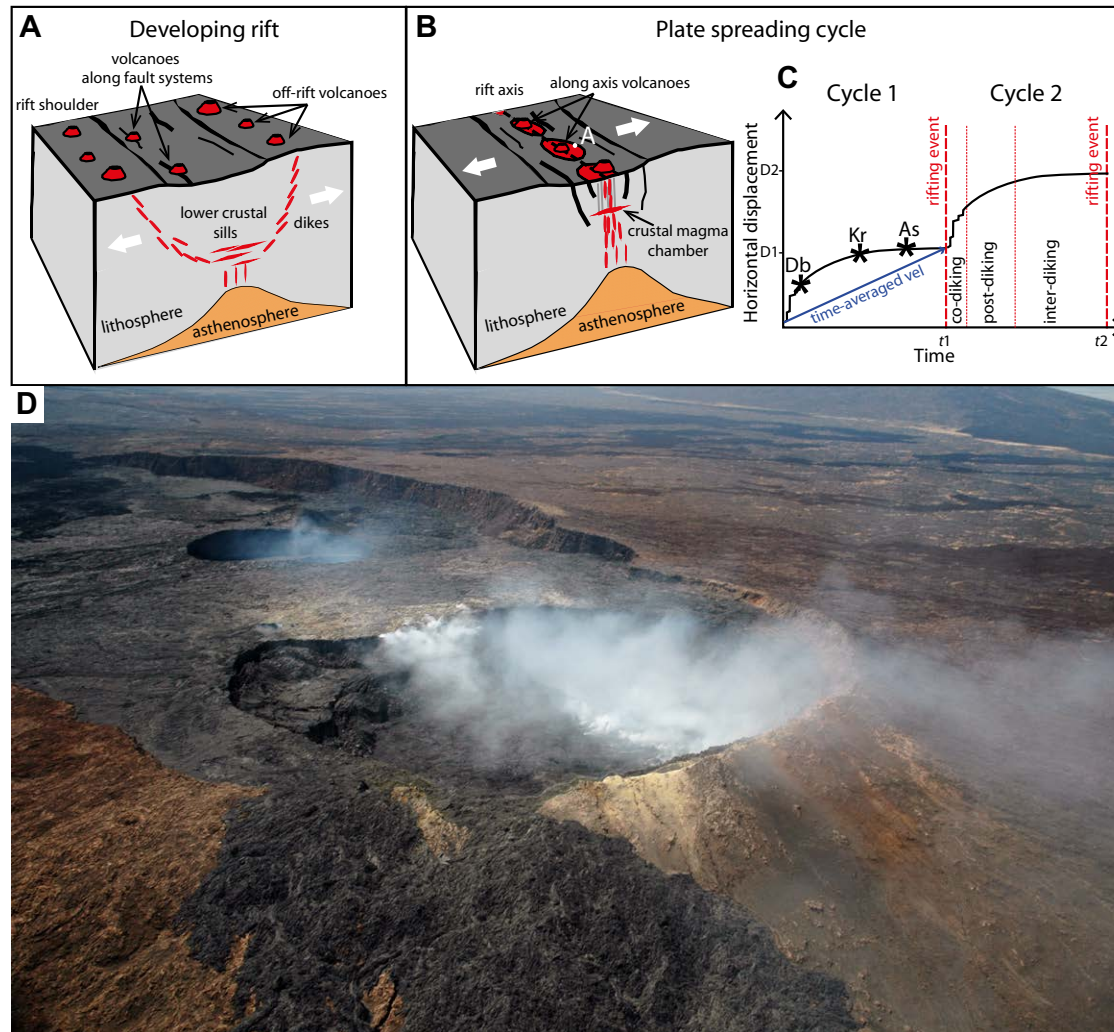 A
Developing rift
volcanoes
along fault systems
rift shoulder
off-rift volcanoes
lower crustal
sills
dikes
lithosphere
asthenosphere
B
Plate spreading cycle
rift axis
along axis volcanoes
A
crustal magma
chamber
lithosphere
asthenosphere
C
Cycle 1
Cycle 2
Horizontal displacement
D2
D1
Db
Kr
As
time-averaged vel
rifting event
rifting event
co-diking
post-diking
inter-diking
t1
t2
Time
D